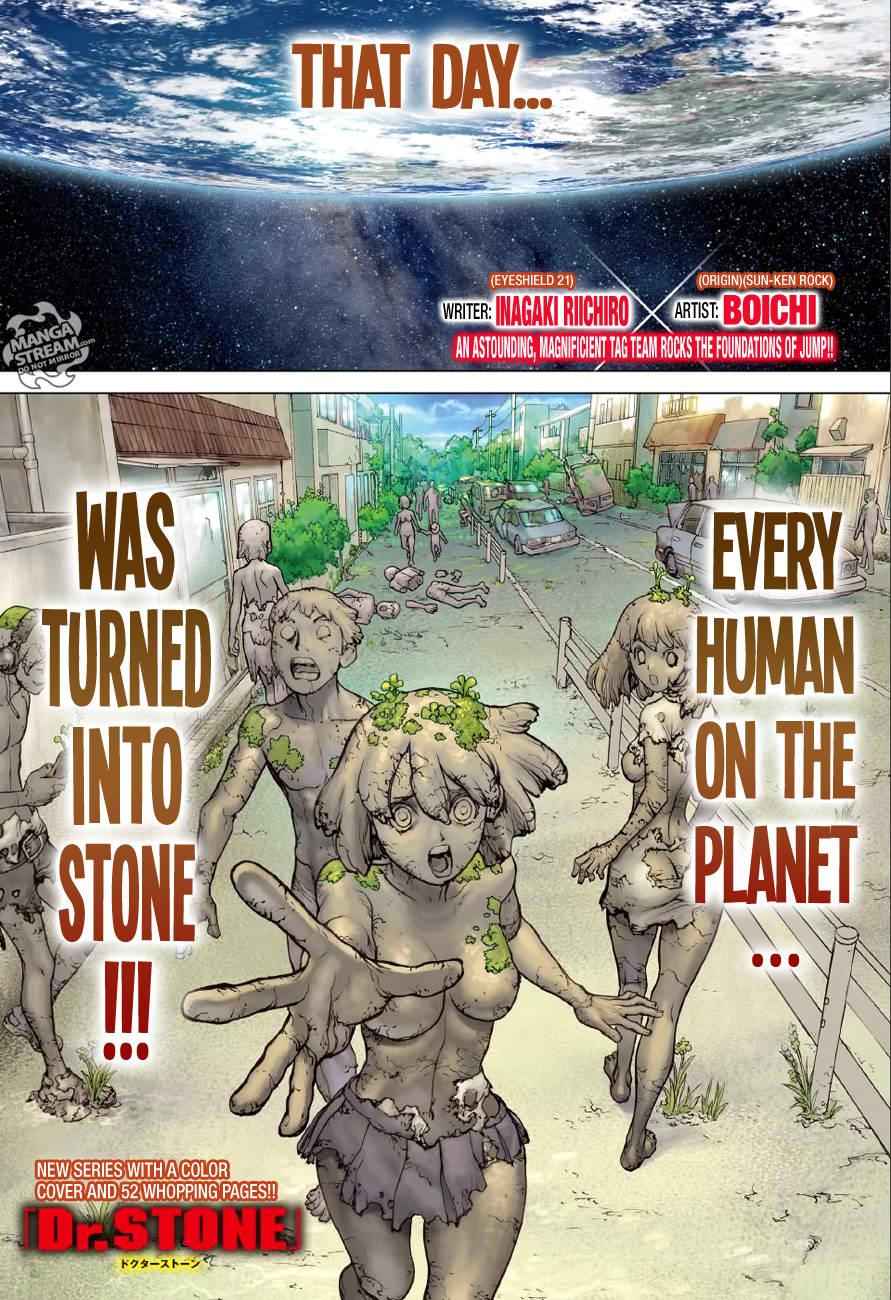 THAT DAY...
(EYESHIELD 21)
(ORIGIN)(SUN-KEN ROCK)
WRITER: INAGAKI RIICHIRO
ARTIST: BOICHI
AN ASTOUNDING, MAGNIFICIENT TAG TEAM ROCKS THE FOUNDATIONS OF JUMP!!
MANGA
STREAM.com
DO NOT MIRROR
EVERY
HUMAN
ON THE
PLANET
...
WAS
TURNED
INTO
STONE
!!!
NEW SERIES WITH A COLOR
COVER AND 52 WHOPPING PAGES!!
「Dr.STONE」
ドクターストーン